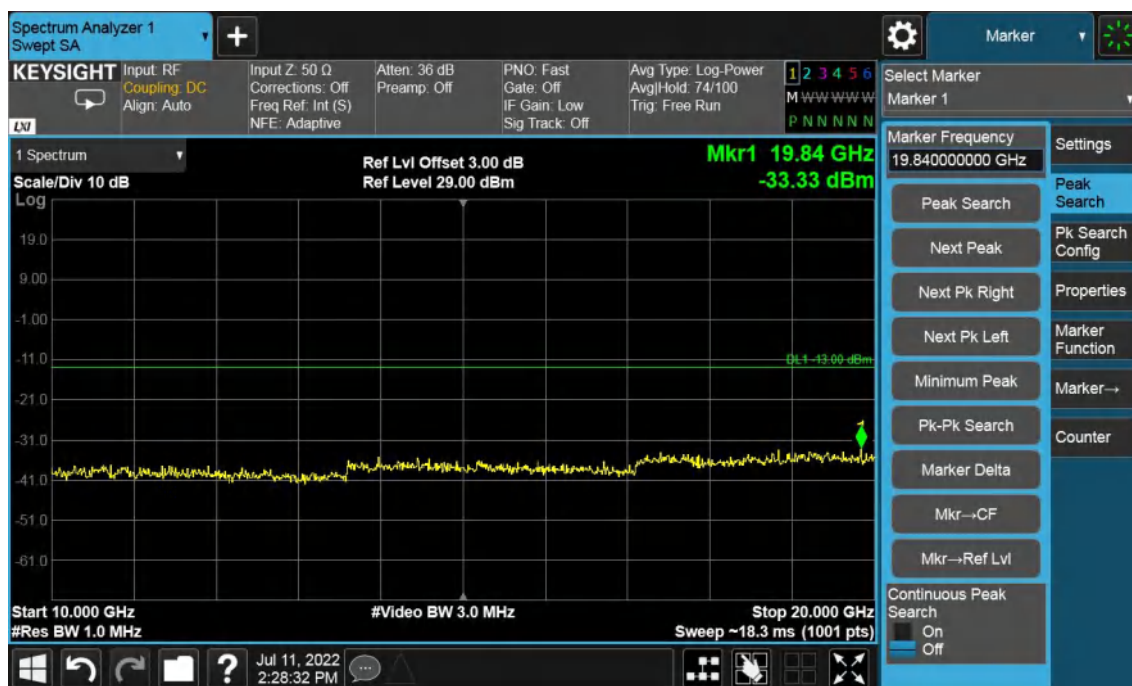 Spectrum Analyzer 1
Swept SA
Marker
KEYSIGHT
LXI
Input: RF
Coupling: DC
Align: Auto
Input Z: 50 Ω
Corrections: Off
Freq Ref: Int (S)
NFE: Adaptive
Atten: 36 dB
Preamp: Off
PNO: Fast
Gate: Off
IF Gain: Low
Sig Track: Off
Avg Type: Log-Power
Avg|Hold: 74/100
Trig: Free Run
1 2 3 4 5 6
M W W W W W
P N N N N N
Select Marker
Marker 1
1 Spectrum
Scale/Div 10 dB
Log
Ref Lvl Offset 3.00 dB
Ref Level 29.00 dBm
Mkr1 19.84 GHz
-33.33 dBm
19.0
9.00
-1.00
-11.0
DL1 -13.00 dBm
-21.0
-31.0
1
-41.0
-51.0
-61.0
Start 10.000 GHz
#Res BW 1.0 MHz
#Video BW 3.0 MHz
Stop 20.000 GHz
Sweep ~18.3 ms (1001 pts)
Marker Frequency
19.840000000 GHz
Peak Search
Next Peak
Next Pk Right
Next Pk Left
Minimum Peak
Pk-Pk Search
Marker Delta
Mkr→CF
Mkr→Ref Lvl
Continuous Peak
Search
On
Off
Settings
Peak
Search
Pk Search
Config
Properties
Marker
Function
Marker→
Counter
?
Jul 11, 2022
2:28:32 PM